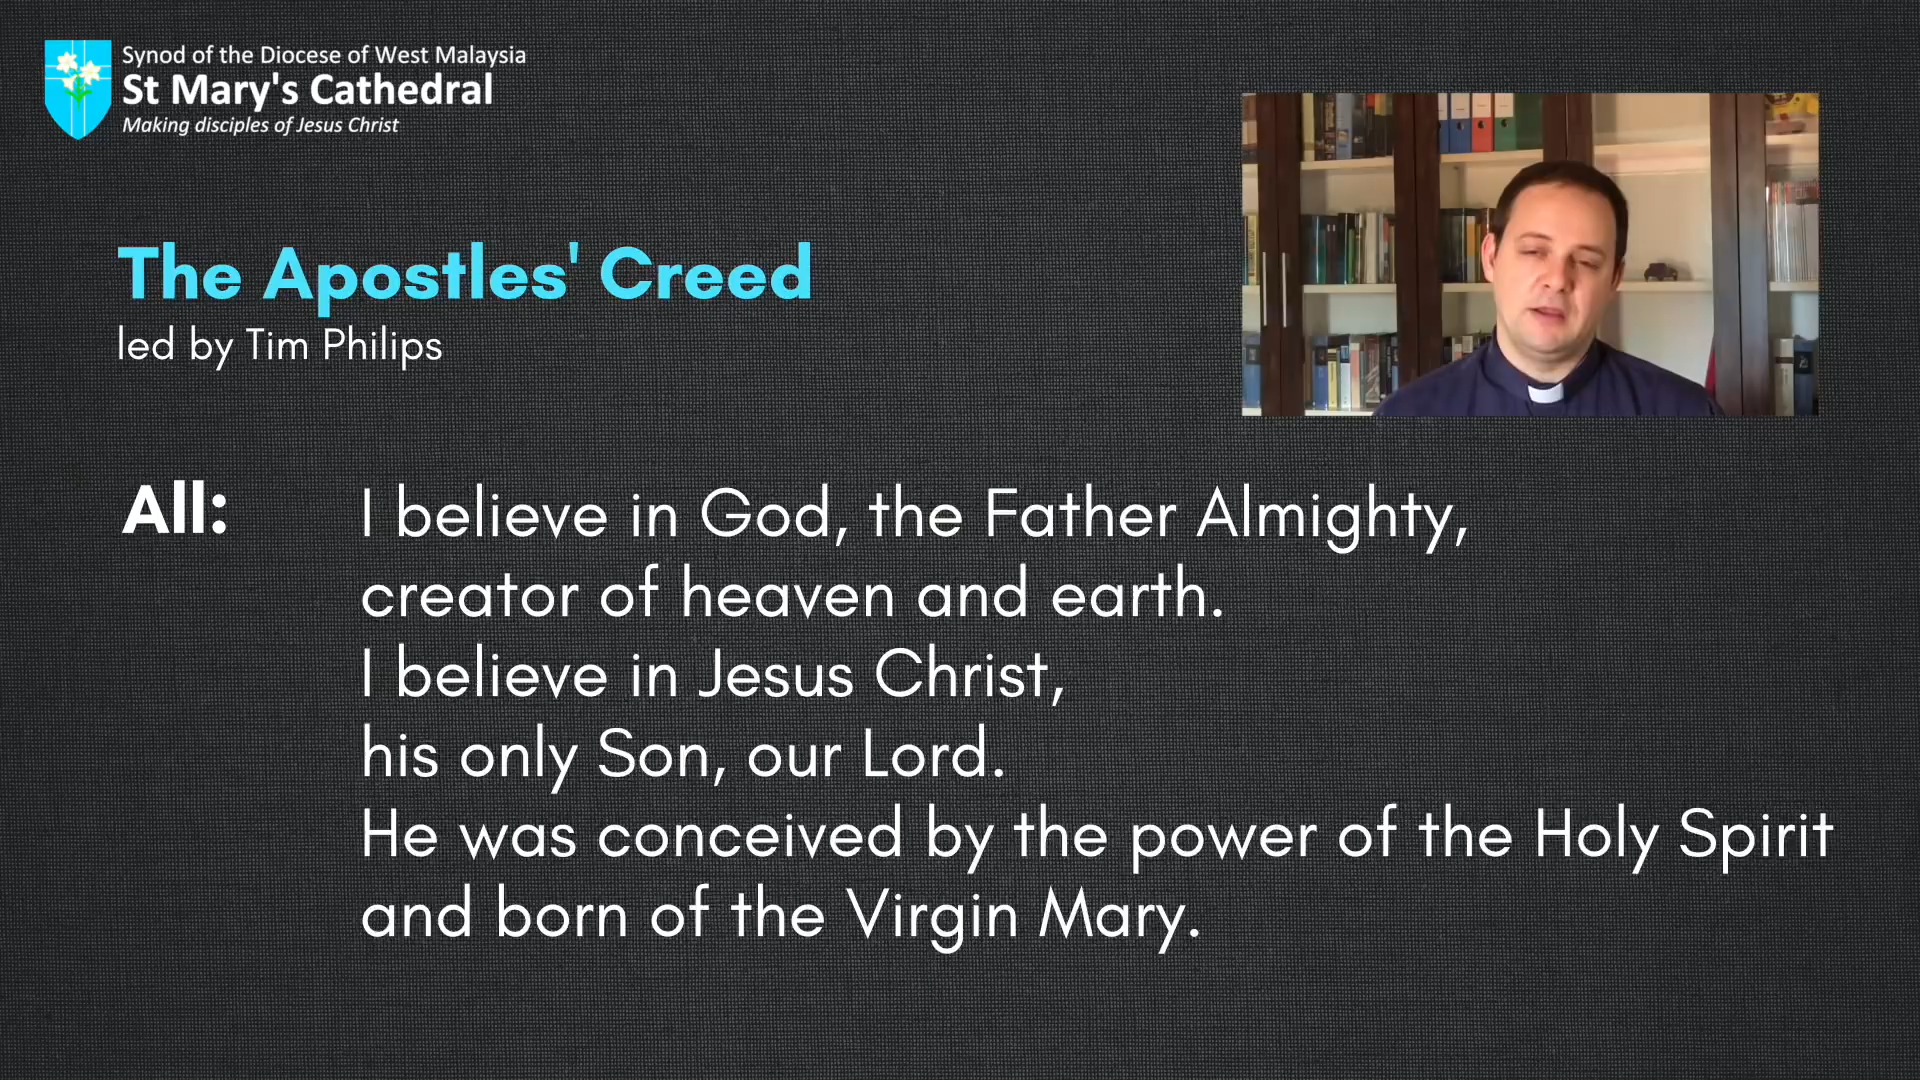 Synod of the Diocese of West Malaysia
St Mary's Cathedral
Making disciples of Jesus Christ
The Apostles' Creed
led by Tim Philips
All:
I believe in God, the Father Almighty,
creator of heaven and earth.
I believe in Jesus Christ,
his only Son, our Lord.
He was conceived by the power of the Holy Spirit
and born of the Virgin Mary.